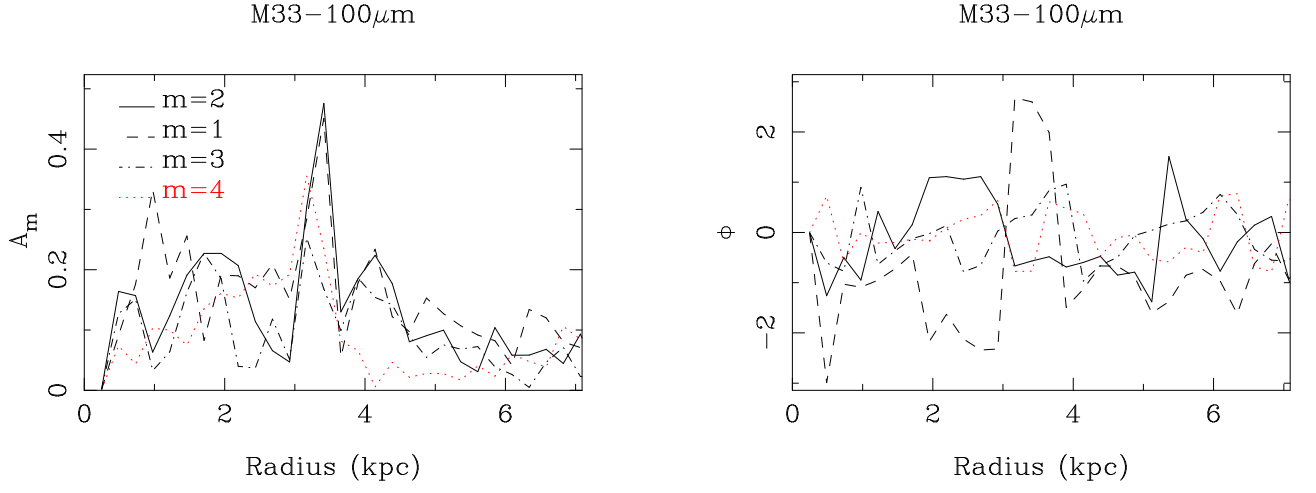 M33-100μm
0.4
0.2
0
A_m
m=2
m=1
m=3
m=4
0 2 4 6
Radius (kpc)
M33-100μm
2
0
-2
Φ
0 2 4 6
Radius (kpc)